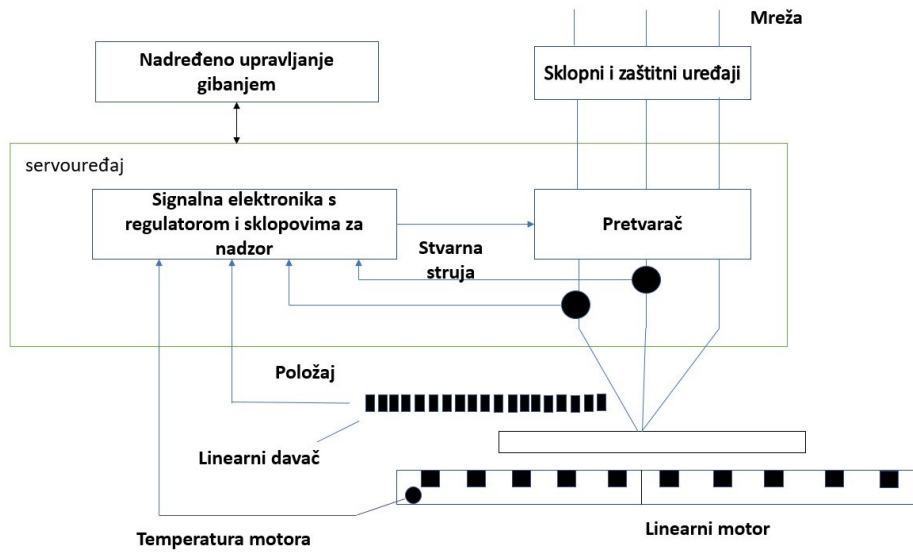 Mreža
Nadređeno upravljanje
gibanjem
Sklopni i zaštitni uređaji
servouređaj
Signalna elektronika s
regulatorom i sklopovima za
nadzor
Pretvarač
Stvarna
struja
Položaj
Linearni davač
Linearni motor
Temperatura motora